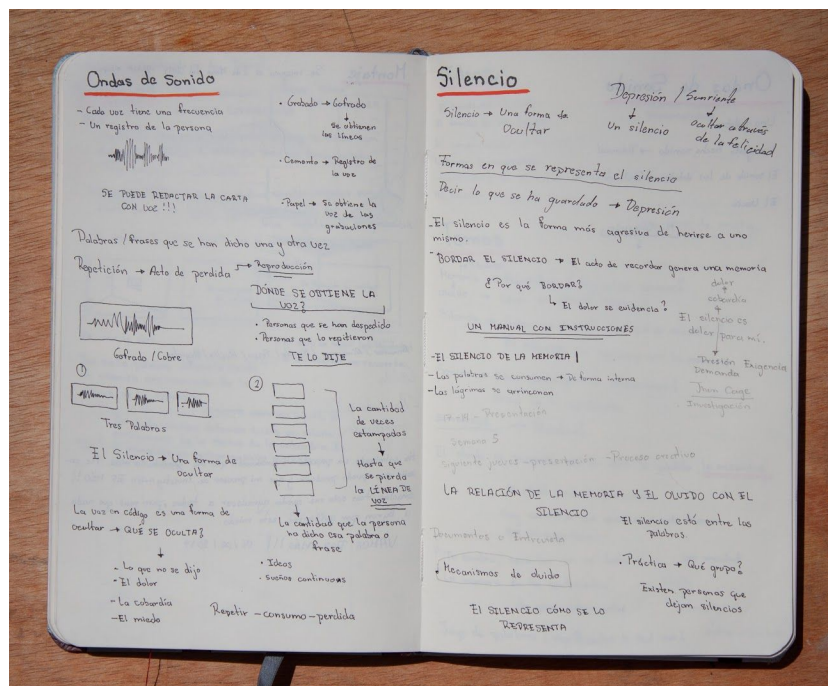 Ondas de Sonido
- Cada voz tiene una frecuencia
- Un registro de la persona
SE PUEDE REDACTAR LA CARTA
CON VOZ !!!
• Grabado → Gofrado
↓
Se obtienen
las líneas
• Cemento → Registro de
la voz
• Papel → Se obtiene la
voz de las
grabaciones
Palabras / frases que se han dicho una y otra vez
Repetición → Acto de perdida → Reproducción
DÓNDE SE OBTIENE LA
VOZ?
• Personas que se han despedido
• Personas que lo repitieron
TE LO DIJE
Gofrado / Cobre
①
Tres Palabras
②
La cantidad
de veces
estampadas
↓
Hasta que
se pierda
la LÍNEA DE
VOZ
El Silencio → Una forma de
ocultar
La voz en código es una forma de
ocultar → QUÉ SE OCULTA?
↓
- Lo que no se dijo
- El dolor
- La cobardía
- El miedo
La cantidad que la persona
ha dicho esa palabra o
frase
• Ideas
• Sueños continuos
Repetir - consumo - perdida
Silencio
Silencio → Una forma de
Ocultar
Depresión / Sonriente
↓ ↓
Un silencio
ocultar a través
de la felicidad
Formas en que se representa el silencio
Decir lo que se ha guardado → Depresión
- El silencio es la forma más agresiva de herirse a uno
mismo.
- BORDAR EL SILENCIO → El acto de recordar genera una memoria
¿Por qué BORDAR?
↳ El dolor se evidencia?
dolor
↓
cobardia
↓
El silencio es
dolor para mi.
↓
Presión Exigencia
Demanda
Investigación
UN MANUAL CON INSTRUCCIONES
- El SILENCIO DE LA MEMORIA
- Las palabras se consumen → De forma interna
- Las lágrimas se arrinconan
Presentación
Semana 5
siguiente jueves - presentación - Proceso creativo
LA RELACIÓN DE LA MEMORIA Y EL OLVIDO CON EL
SILENCIO
El silencio está entre las
palabras.
Documentos o Entrevista
• Mecanismos de
• Práctica → Qué grupo?
Existen personas que
dejan silencios
El SILENCIO CÓMO SE LO
REPRESENTA